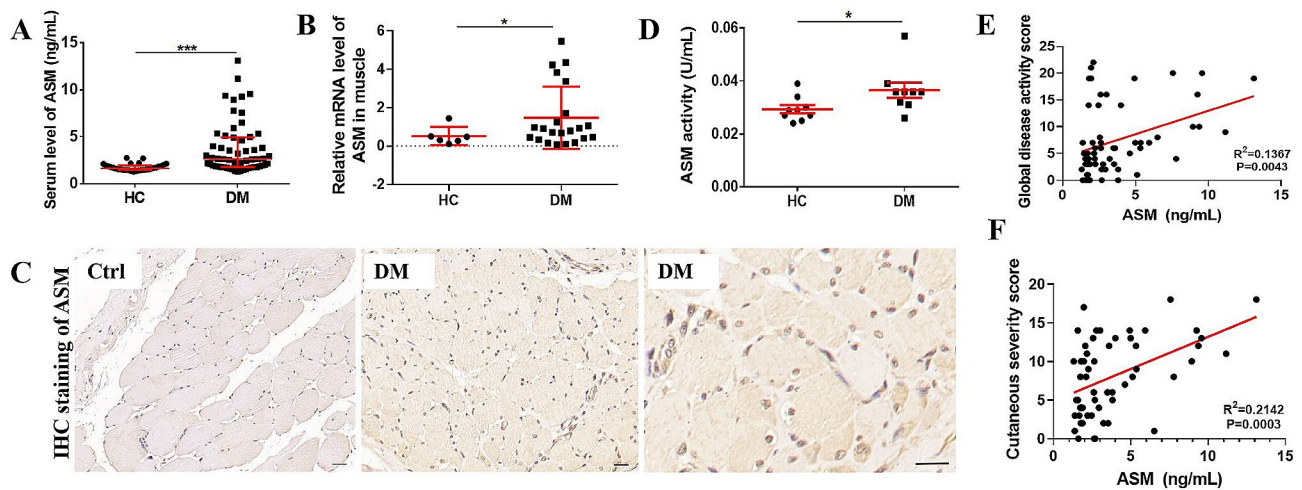 A
Serum level of ASM (ng/mL)
15
10
5
0
***
HC
DM
B
Relative mRNA level of
ASM in muscle
6
4
2
0
-2
*
HC
DM
D
ASM activity (U/mL)
0.06
0.04
0.02
0.00
*
HC
DM
E
Global disease activity score
25
20
15
10
5
0
R²=0.1367
P=0.0043
0
5
10
15
ASM (ng/mL)
C
IHC staining of ASM
Ctrl
DM
DM
F
Cutaneous severity score
20
15
10
5
0
R²=0.2142
P=0.0003
0
5
10
15
ASM (ng/mL)